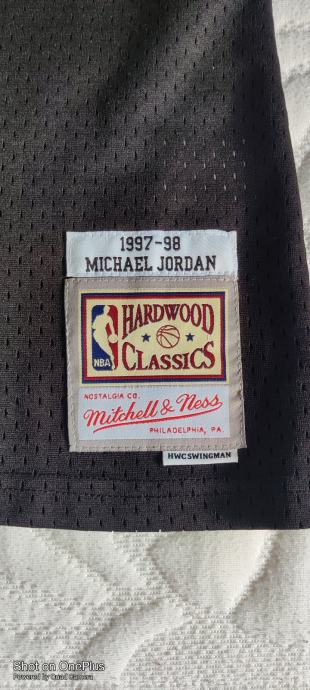 1997-98
MICHAEL JORDAN
HARDWOOD
NBA
CLASSICS
NOSTALGIA CO.
Mitchell & Ness
PHILADELPHIA, PA.
HWCSWINGMAN
Shot on OnePlus
Powered by Quad Camera